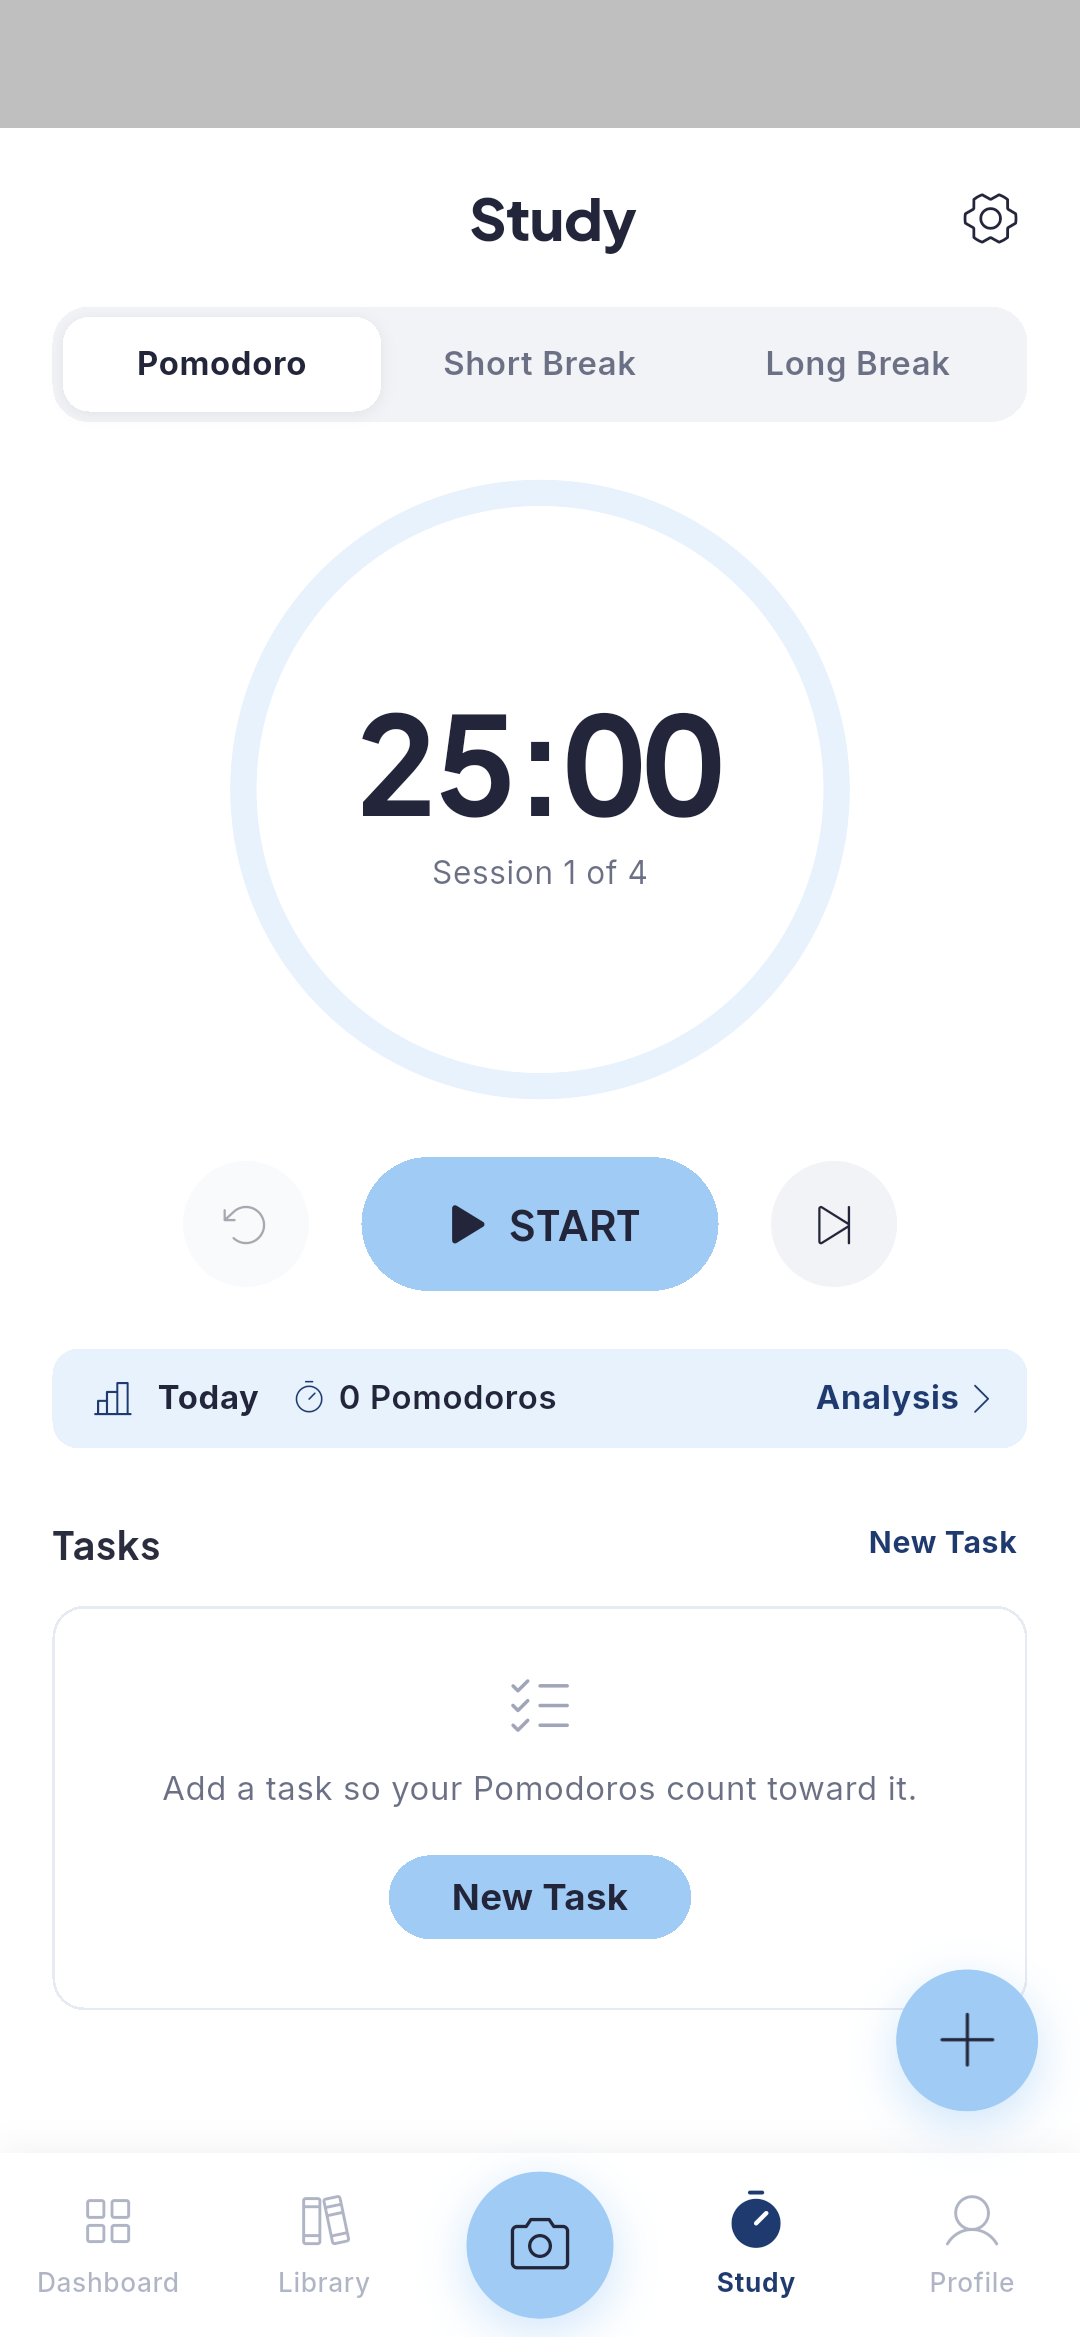 Study
Pomodoro Short Break Long Break
25:00
Session 1 of 4
START
Today 0 Pomodoros Analysis
Tasks New Task
Add a task so your Pomodoros count toward it.
New Task
Dashboard Library Study Profile